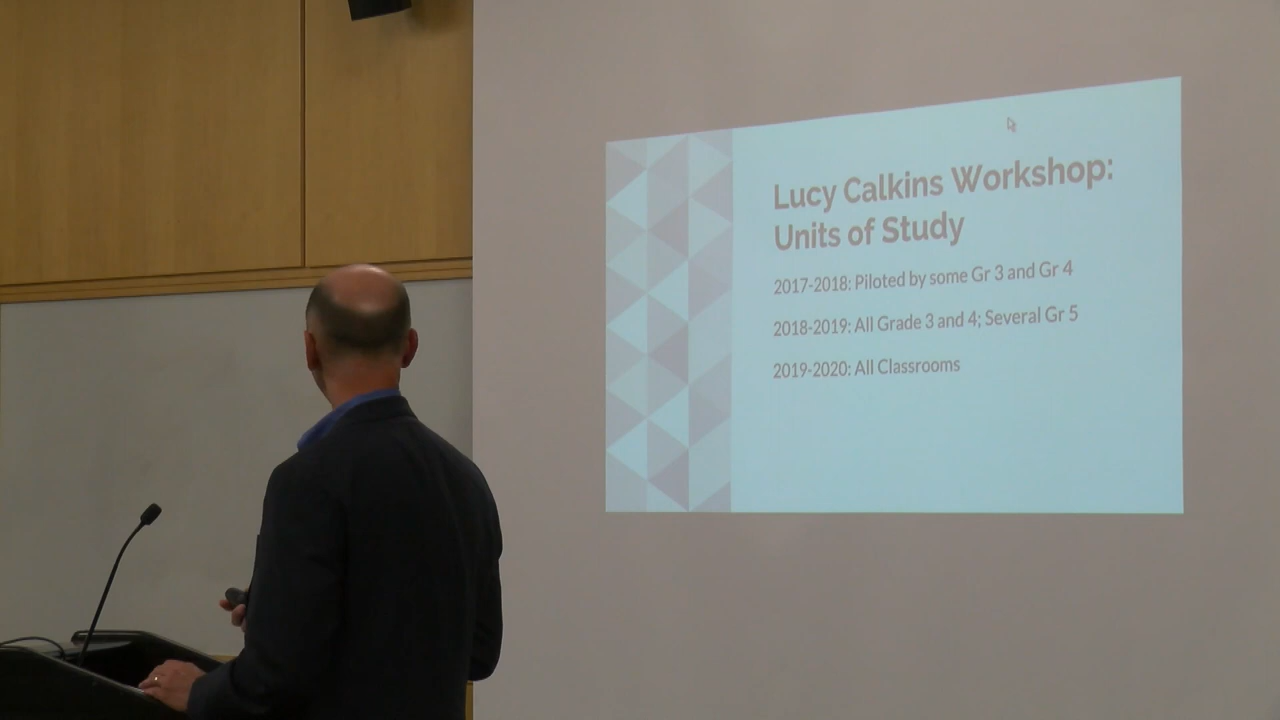 Lucy Calkins Workshop:
Units of Study
2017-2018: Piloted by some Gr 3 and Gr 4
2018-2019: All Grade 3 and 4; Several Gr 5
2019-2020: All Classrooms